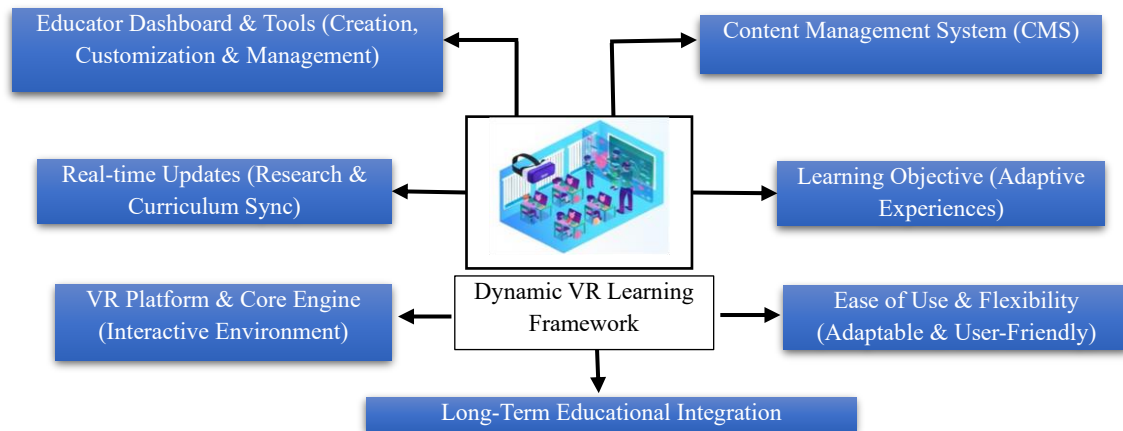 Educator Dashboard & Tools (Creation,
Customization & Management)
Content Management System (CMS)
Real-time Updates (Research &
Curriculum Sync)
Learning Objective (Adaptive
Experiences)
VR Platform & Core Engine
(Interactive Environment)
Dynamic VR Learning
Framework
Ease of Use & Flexibility
(Adaptable & User-Friendly)
Long-Term Educational Integration